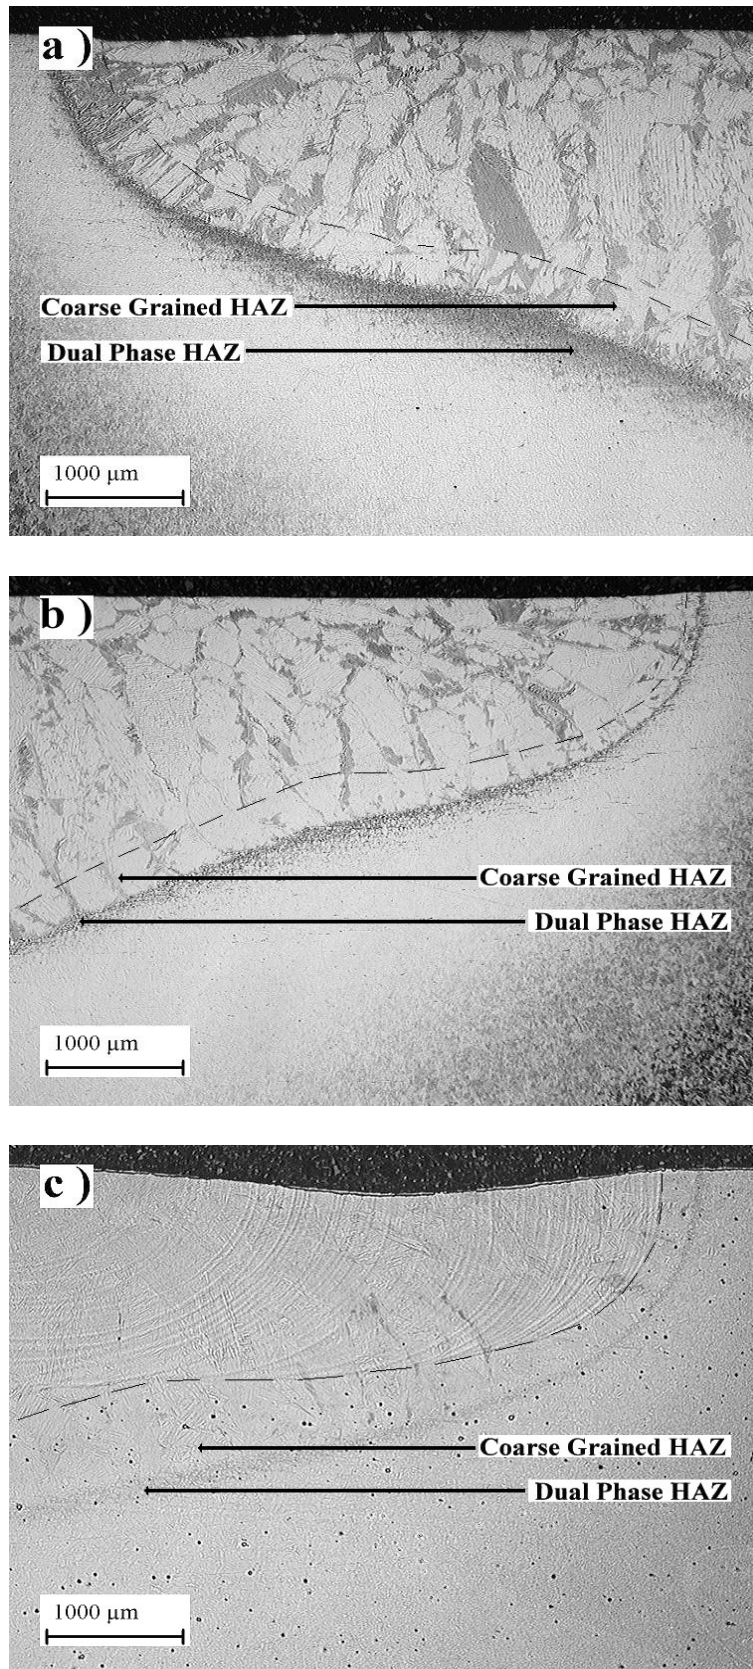 a )
Coarse Grained HAZ
Dual Phase HAZ
1000 μm
b )
Coarse Grained HAZ
Dual Phase HAZ
1000 μm
c )
Coarse Grained HAZ
Dual Phase HAZ
1000 μm